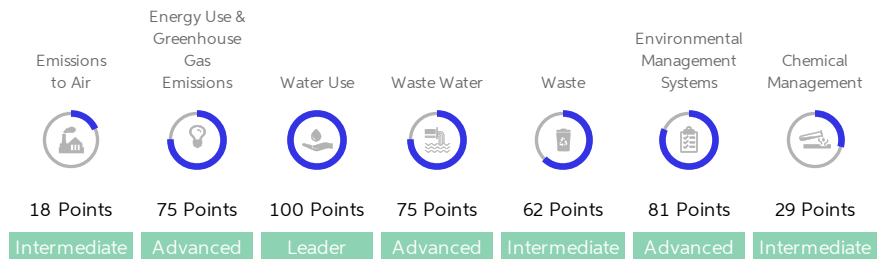 Emissions
to Air
Energy Use &
Greenhouse
Gas
Emissions
Water Use
Waste Water
Waste
Environmental
Management
Systems
Chemical
Management
18 Points
75 Points
100 Points
75 Points
62 Points
81 Points
29 Points
Intermediate
Advanced
Leader
Advanced
Intermediate
Advanced
Intermediate